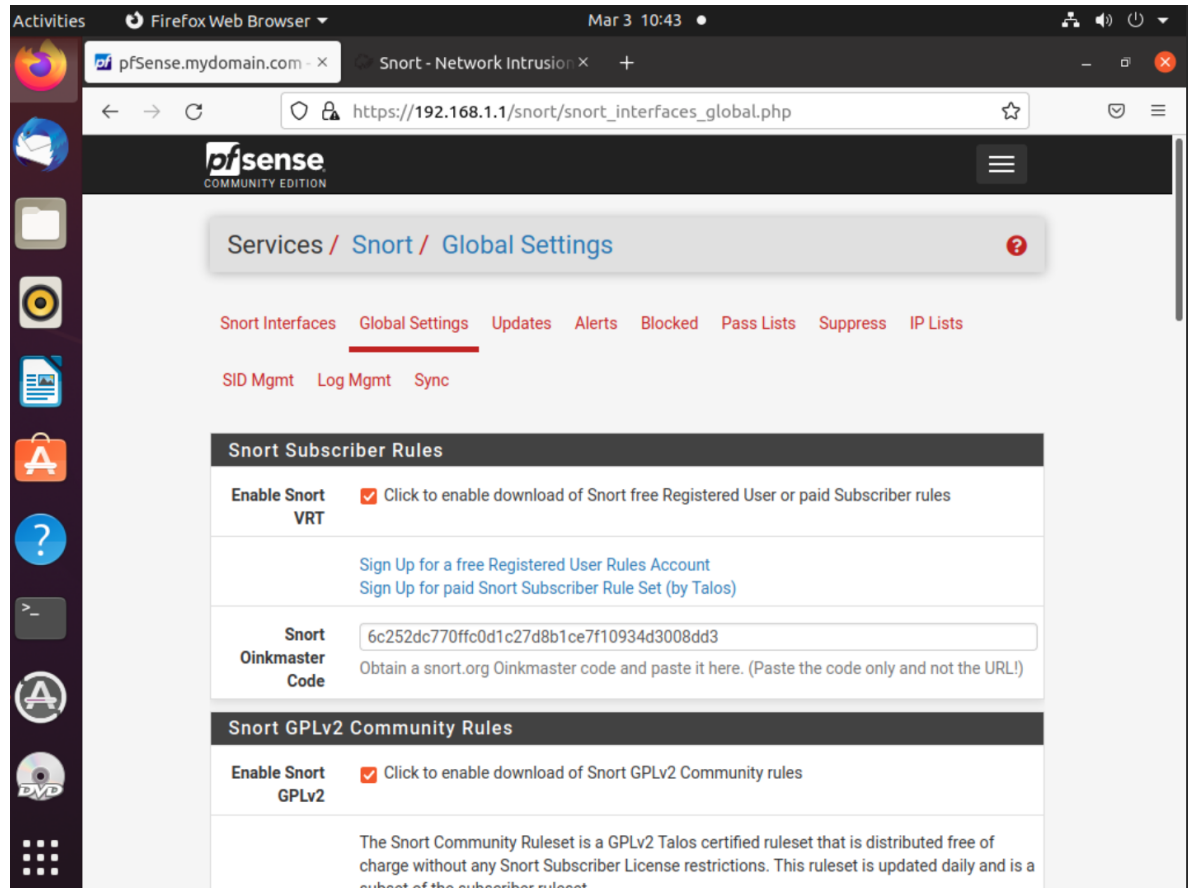 Activities Firefox Web Browser Mar 3 10:43
pfSense.mydomain.com - Snort - Network Intrusion
https://192.168.1.1/snort/snort_interfaces_global.php
pfsense
COMMUNITY EDITION
Services / Snort / Global Settings
Snort Interfaces Global Settings Updates Alerts Blocked Pass Lists Suppress IP Lists
SID Mgmt Log Mgmt Sync
Snort Subscriber Rules
Enable Snort VRT
Click to enable download of Snort free Registered User or paid Subscriber rules
Sign Up for a free Registered User Rules Account
Sign Up for paid Snort Subscriber Rule Set (by Talos)
Snort Oinkmaster Code
6c252dc770ffc0d1c27d8b1ce7f10934d3008dd3
Obtain a snort.org Oinkmaster code and paste it here. (Paste the code only and not the URL!)
Snort GPLv2 Community Rules
Enable Snort GPLv2
Click to enable download of Snort GPLv2 Community rules
The Snort Community Ruleset is a GPLv2 Talos certified ruleset that is distributed free of
charge without any Snort Subscriber License restrictions. This ruleset is updated daily and is a
subset of the subscriber ruleset.